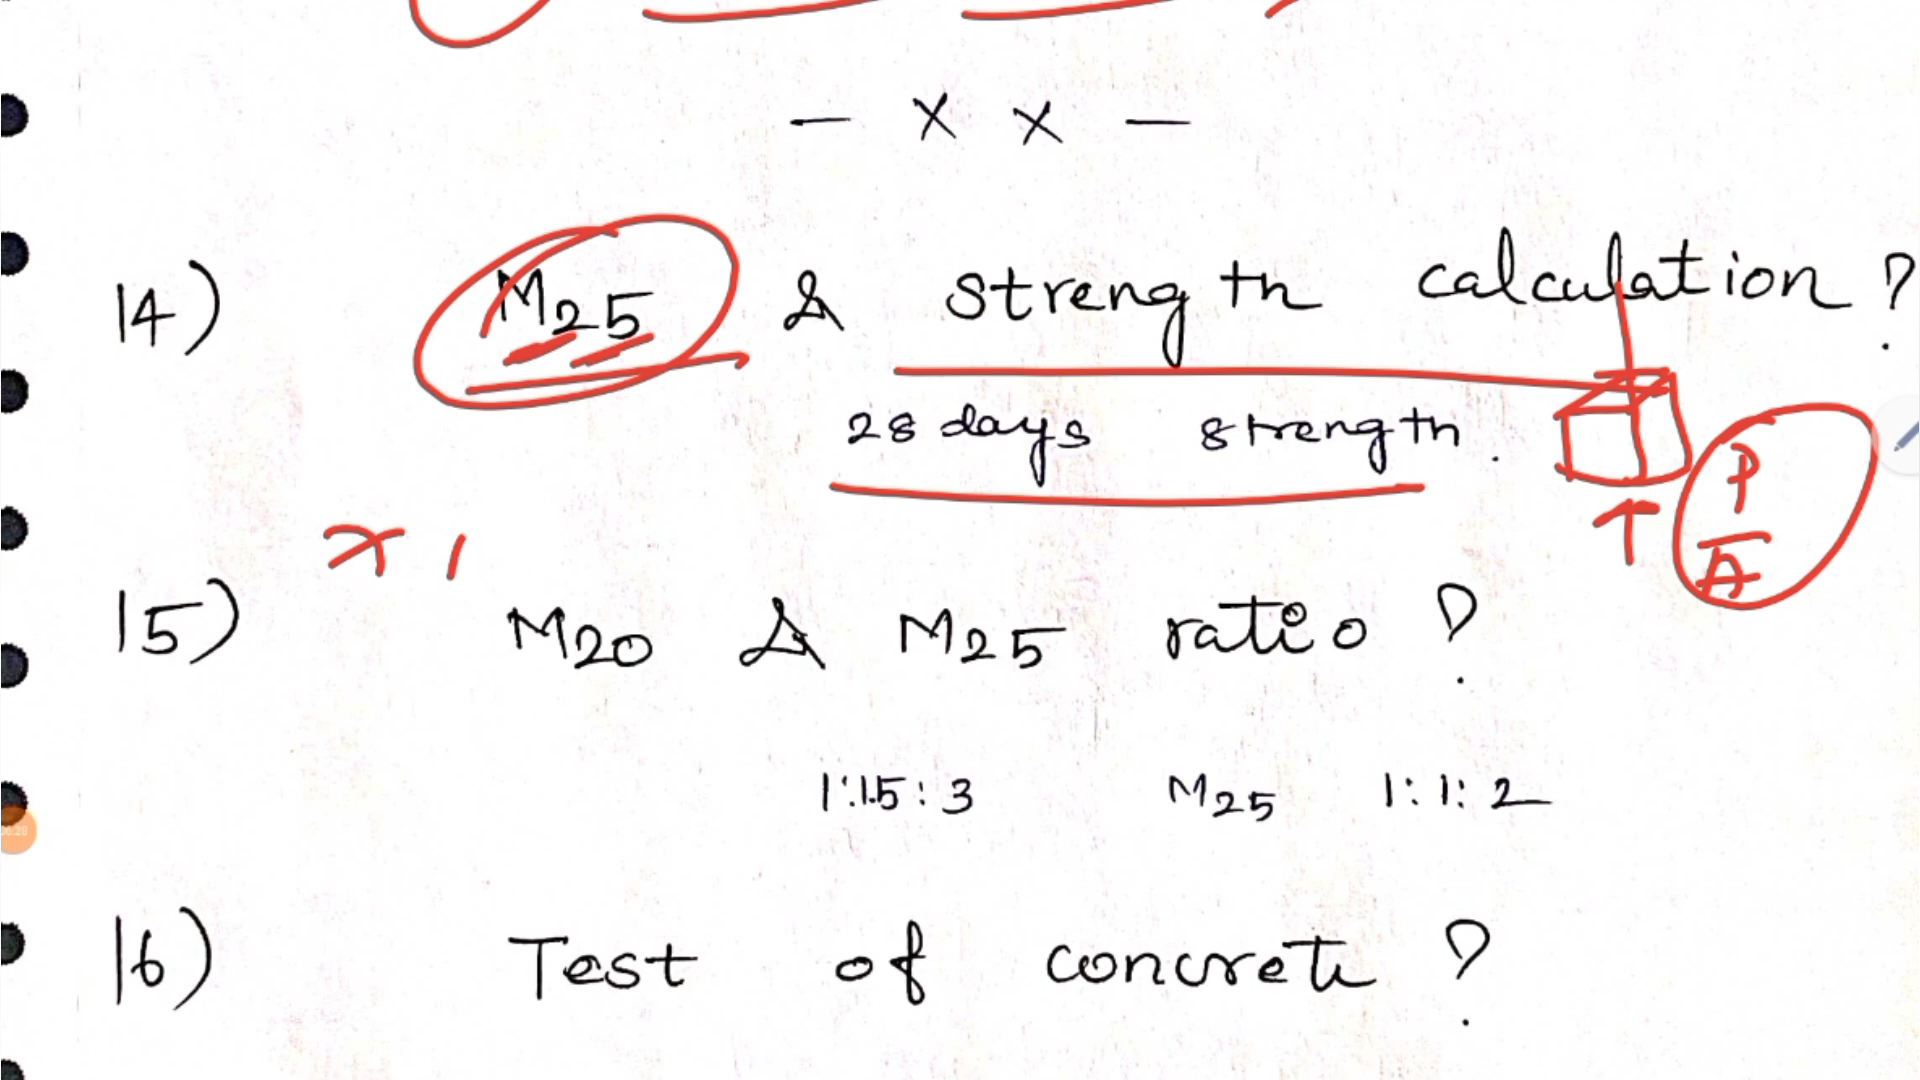 — X X —
14) M25 & strength calculation ?
28 days strength.
P
A
15) M20 & M25 ratio ?
1:1.5:3 M25 1:1:2
16) Test of concrete ?